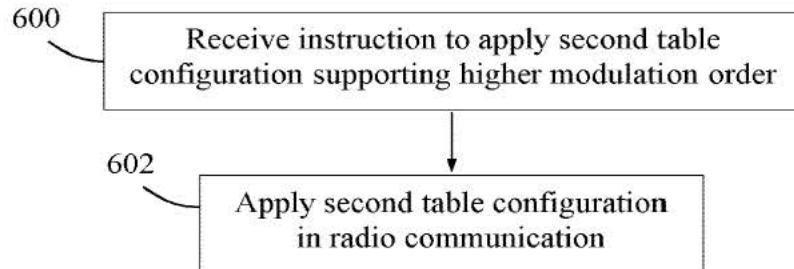 600
Receive instruction to apply second table
configuration supporting higher modulation order
602
Apply second table configuration
in radio communication